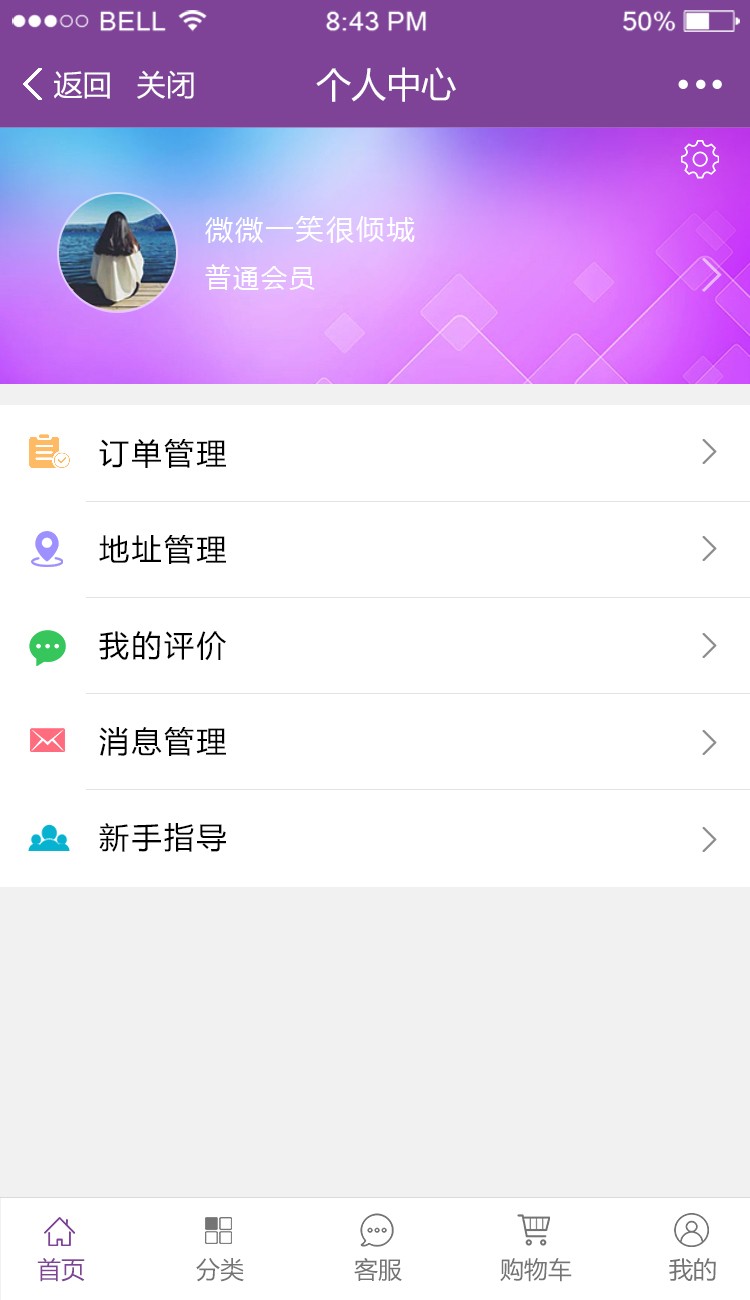 BELL 8:43 PM 50%
返回 关闭 个人中心
微微一笑很倾城
普通会员
订单管理
地址管理
我的评价
消息管理
新手指导
首页 分类 客服 购物车 我的